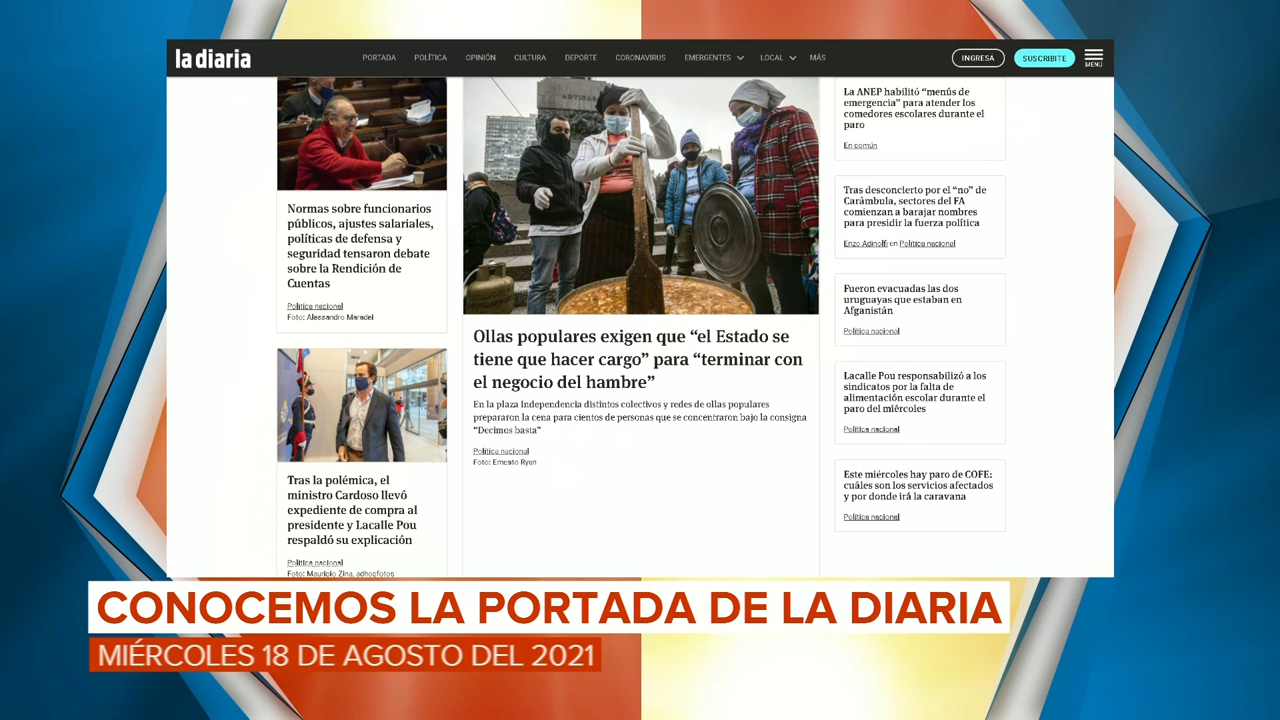 la diaria
PORTADA POLÍTICA OPINIÓN CULTURA DEPORTE CORONAVIRUS EMERGENTES LOCAL MÁS
INGRESÁ SUSCRIBITE MENÚ
Normas sobre funcionarios
públicos, ajustes salariales,
políticas de defensa y
seguridad tensaron debate
sobre la Rendición de
Cuentas
Política nacional
Foto: Alessandro Maradei
Tras la polémica, el
ministro Cardoso llevó
expediente de compra al
presidente y Lacalle Pou
respaldó su explicación
Política nacional
Foto: Mauricio Zina, adhocfotos
ARTIGAS
Ollas populares exigen que “el Estado se
tiene que hacer cargo” para “terminar con
el negocio del hambre”
En la plaza Independencia distintos colectivos y redes de ollas populares
prepararon la cena para cientos de personas que se concentraron bajo la consigna
“Decimos basta”
Política nacional
Foto: Ernesto Ryan
La ANEP habilitó “menús de
emergencia” para atender los
comedores escolares durante el
paro
En común
Tras desconcierto por el “no” de
Carámbula, sectores del FA
comienzan a barajar nombres
para presidir la fuerza política
Enzo Adinolfi en Política nacional
Fueron evacuadas las dos
uruguayas que estaban en
Afganistán
Política nacional
Lacalle Pou responsabilizó a los
sindicatos por la falta de
alimentación escolar durante el
paro del miércoles
Política nacional
Este miércoles hay paro de COFE:
cuáles son los servicios afectados
y por donde irá la caravana
Política nacional
CONOCEMOS LA PORTADA DE LA DIARIA
MIÉRCOLES 18 DE AGOSTO DEL 2021